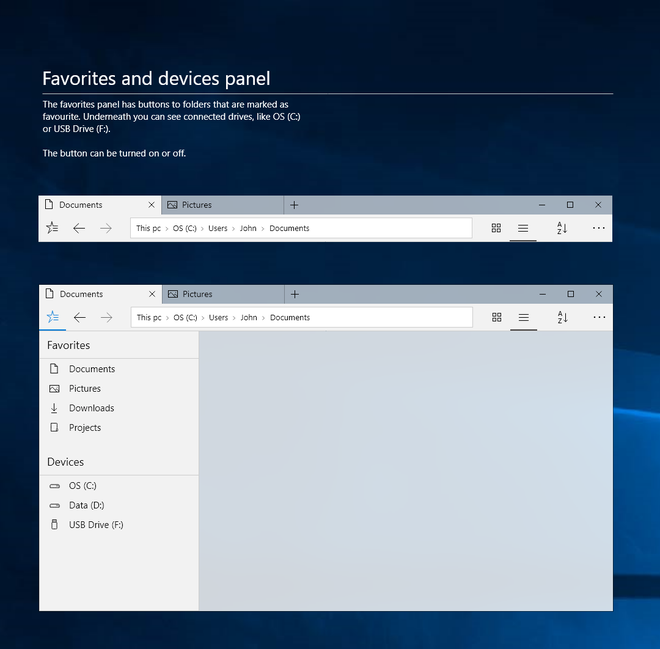 Favorites and devices panel
The favorites panel has buttons to folders that are marked as
favourite. Underneath you can see connected drives, like OS (C:)
or USB Drive (F:).
The button can be turned on or off.
Documents Pictures
This pc > OS (C:) > Users > John > Documents A Z
Documents Pictures
This pc > OS (C:) > Users > John > Documents A Z
Favorites
Documents
Pictures
Downloads
Projects
Devices
OS (C:)
Data (D:)
USB Drive (F:)